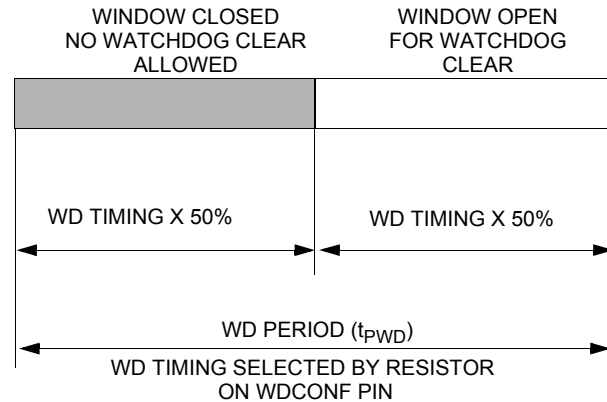 WINDOW CLOSED
NO WATCHDOG CLEAR
ALLOWED
WINDOW OPEN
FOR WATCHDOG
CLEAR
WD TIMING X 50%
WD TIMING X 50%
WD PERIOD (tPWD)
WD TIMING SELECTED BY RESISTOR
ON WDCONF PIN